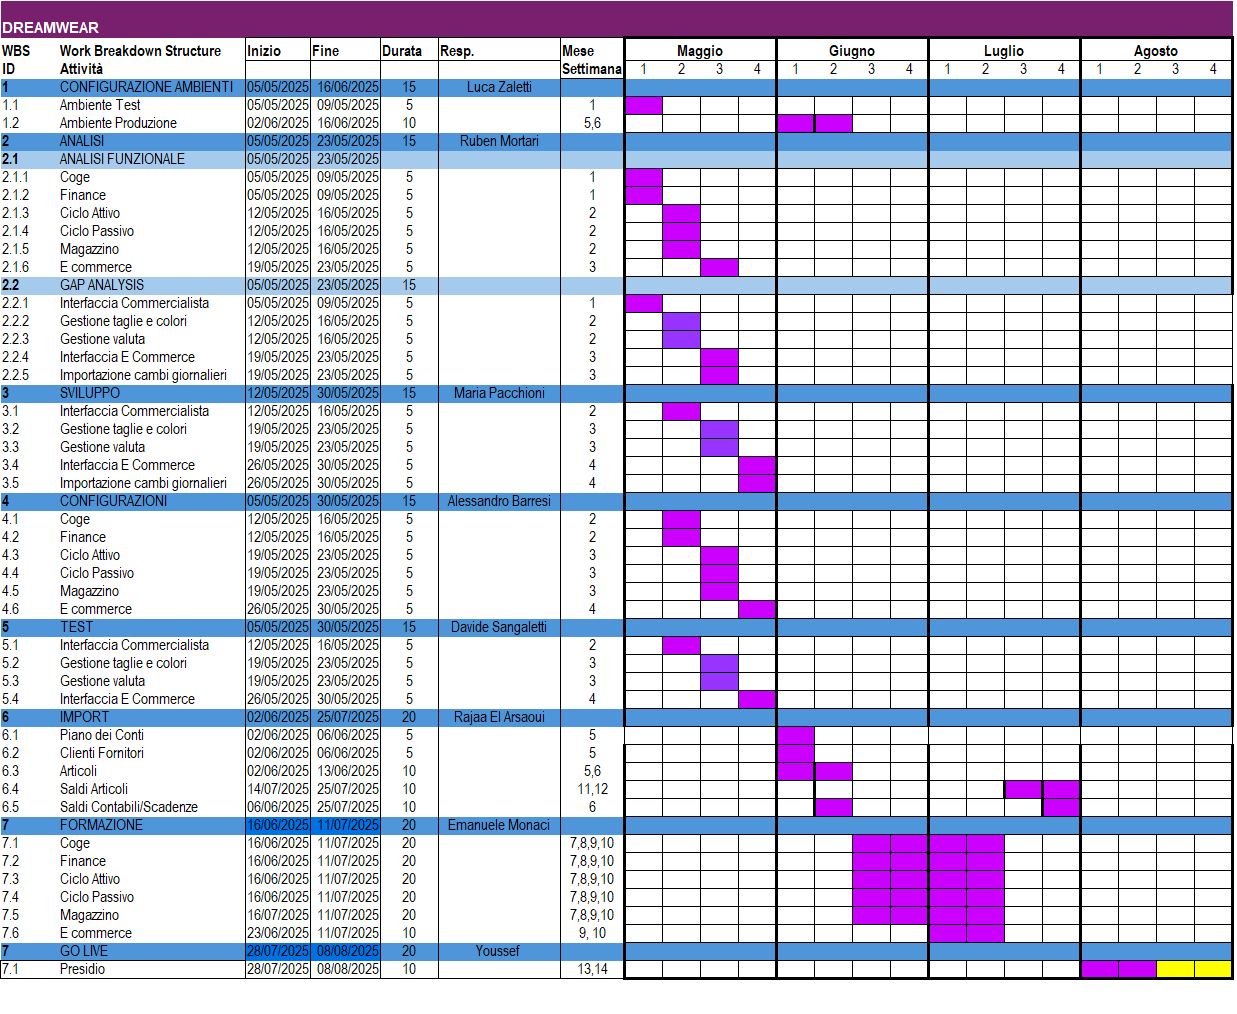 DREAMWEAR
WBS Work Breakdown Structure Inizio Fine Durata Resp. Mese Maggio Giugno Luglio Agosto
ID Attività Settimana 1 2 3 4 1 2 3 4 1 2 3 4 1 2 3 4
1 CONFIGURAZIONE AMBIENTI 05/05/2025 16/06/2025 15 Luca Zaletti
1.1 Ambiente Test 05/05/2025 09/05/2025 5 1
1.2 Ambiente Produzione 02/06/2025 16/06/2025 10 5,6
2 ANALISI 05/05/2025 23/05/2025 15 Ruben Mortari
2.1 ANALISI FUNZIONALE 05/05/2025 23/05/2025
2.1.1 Coge 05/05/2025 09/05/2025 5 1
2.1.2 Finance 05/05/2025 09/05/2025 5 1
2.1.3 Ciclo Attivo 12/05/2025 16/05/2025 5 2
2.1.4 Ciclo Passivo 12/05/2025 16/05/2025 5 2
2.1.5 Magazzino 12/05/2025 16/05/2025 5 2
2.1.6 E commerce 19/05/2025 23/05/2025 5 3
2.2 GAP ANALYSIS 05/05/2025 23/05/2025 15
2.2.1 Interfaccia Commercialista 05/05/2025 09/05/2025 5 1
2.2.2 Gestione taglie e colori 12/05/2025 16/05/2025 5 2
2.2.3 Gestione valuta 12/05/2025 16/05/2025 5 2
2.2.4 Interfaccia E Commerce 19/05/2025 23/05/2025 5 3
2.2.5 Importazione cambi giornalieri 19/05/2025 23/05/2025 5 3
3 SVILUPPO 12/05/2025 30/05/2025 15 Maria Pacchioni
3.1 Interfaccia Commercialista 12/05/2025 16/05/2025 5 2
3.2 Gestione taglie e colori 19/05/2025 23/05/2025 5 3
3.3 Gestione valuta 19/05/2025 23/05/2025 5 3
3.4 Interfaccia E Commerce 26/05/2025 30/05/2025 5 4
3.5 Importazione cambi giornalieri 26/05/2025 30/05/2025 5 4
4 CONFIGURAZIONI 05/05/2025 30/05/2025 15 Alessandro Barresi
4.1 Coge 12/05/2025 16/05/2025 5 2
4.2 Finance 12/05/2025 16/05/2025 5 2
4.3 Ciclo Attivo 19/05/2025 23/05/2025 5 3
4.4 Ciclo Passivo 19/05/2025 23/05/2025 5 3
4.5 Magazzino 19/05/2025 23/05/2025 5 3
4.6 E commerce 26/05/2025 30/05/2025 5 4
5 TEST 05/05/2025 30/05/2025 15 Davide Sangaletti
5.1 Interfaccia Commercialista 12/05/2025 16/05/2025 5 2
5.2 Gestione taglie e colori 19/05/2025 23/05/2025 5 3
5.3 Gestione valuta 19/05/2025 23/05/2025 5 3
5.4 Interfaccia E Commerce 26/05/2025 30/05/2025 5 4
6 IMPORT 02/06/2025 25/07/2025 20 Rajaa El Arsaoui
6.1 Piano dei Conti 02/06/2025 06/06/2025 5 5
6.2 Clienti Fornitori 02/06/2025 06/06/2025 5 5
6.3 Articoli 02/06/2025 13/06/2025 10 5,6
6.4 Saldi Articoli 14/07/2025 25/07/2025 10 11,12
6.5 Saldi Contabili/Scadenze 06/06/2025 25/07/2025 10 6
7 FORMAZIONE 16/06/2025 11/07/2025 20 Emanuele Monaci
7.1 Coge 16/06/2025 11/07/2025 20 7,8,9,10
7.2 Finance 16/06/2025 11/07/2025 20 7,8,9,10
7.3 Ciclo Attivo 16/06/2025 11/07/2025 20 7,8,9,10
7.4 Ciclo Passivo 16/06/2025 11/07/2025 20 7,8,9,10
7.5 Magazzino 16/07/2025 11/07/2025 20 7,8,9,10
7.6 E commerce 23/06/2025 11/07/2025 10 9, 10
7 GO LIVE 28/07/2025 08/08/2025 20 Youssef
7.1 Presidio 28/07/2025 08/08/2025 10 13,14